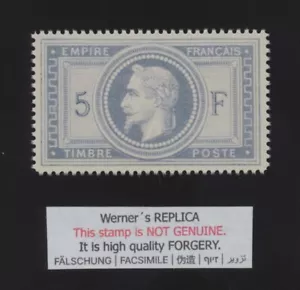 EMPIRE FRANÇAIS
5 F
TIMBRE POSTE
Werner´s REPLICA
This stamp is NOT GENUINE.
It is high quality FORGERY.
FÄLSCHUNG | FACSIMILE | 伪造 | ٩١٢ | تزوير